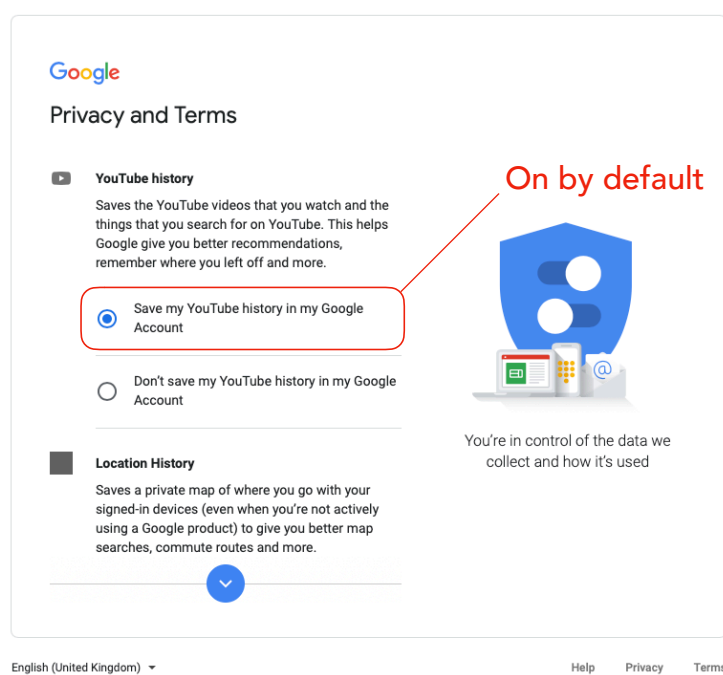 Google
Privacy and Terms
YouTube history
Saves the YouTube videos that you watch and the
things that you search for on YouTube. This helps
Google give you better recommendations,
remember where you left off and more.
Save my YouTube history in my Google
Account
Don't save my YouTube history in my Google
Account
Location History
Saves a private map of where you go with your
signed-in devices (even when you're not actively
using a Google product) to give you better map
searches, commute routes and more.
On by default
@
You're in control of the data we
collect and how it's used
English (United Kingdom)
Help Privacy Terms